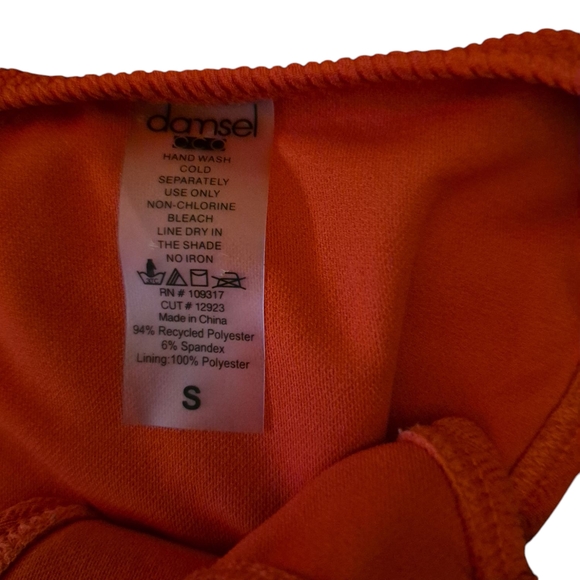 damsel
HAND WASH
COLD
SEPARATELY
USE ONLY
NON-CHLORINE
BLEACH
LINE DRY IN
THE SHADE
NO IRON
RN # 109317
CUT # 12923
Made in China
94% Recycled Polyester
6% Spandex
Lining:100% Polyester
S